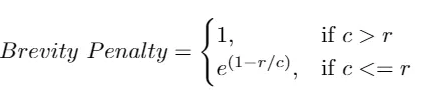 Brevity Penalty = { 1, if c > r
e^(1−r/c), if c <= r